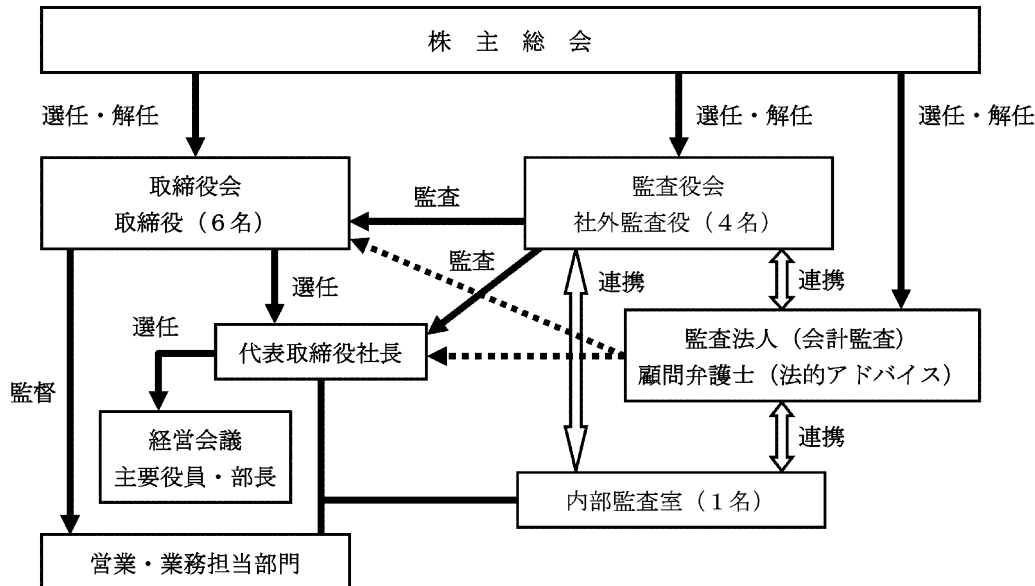 株主総会
選任・解任
選任・解任
選任・解任
取締役会
取締役（６名）
監査
監査役会
社外監査役（４名）
監査
選任
連携
連携
選任
代表取締役社長
監査法人（会計監査）
顧問弁護士（法的アドバイス）
監督
経営会議
主要役員・部長
連携
内部監査室（１名）
営業・業務担当部門